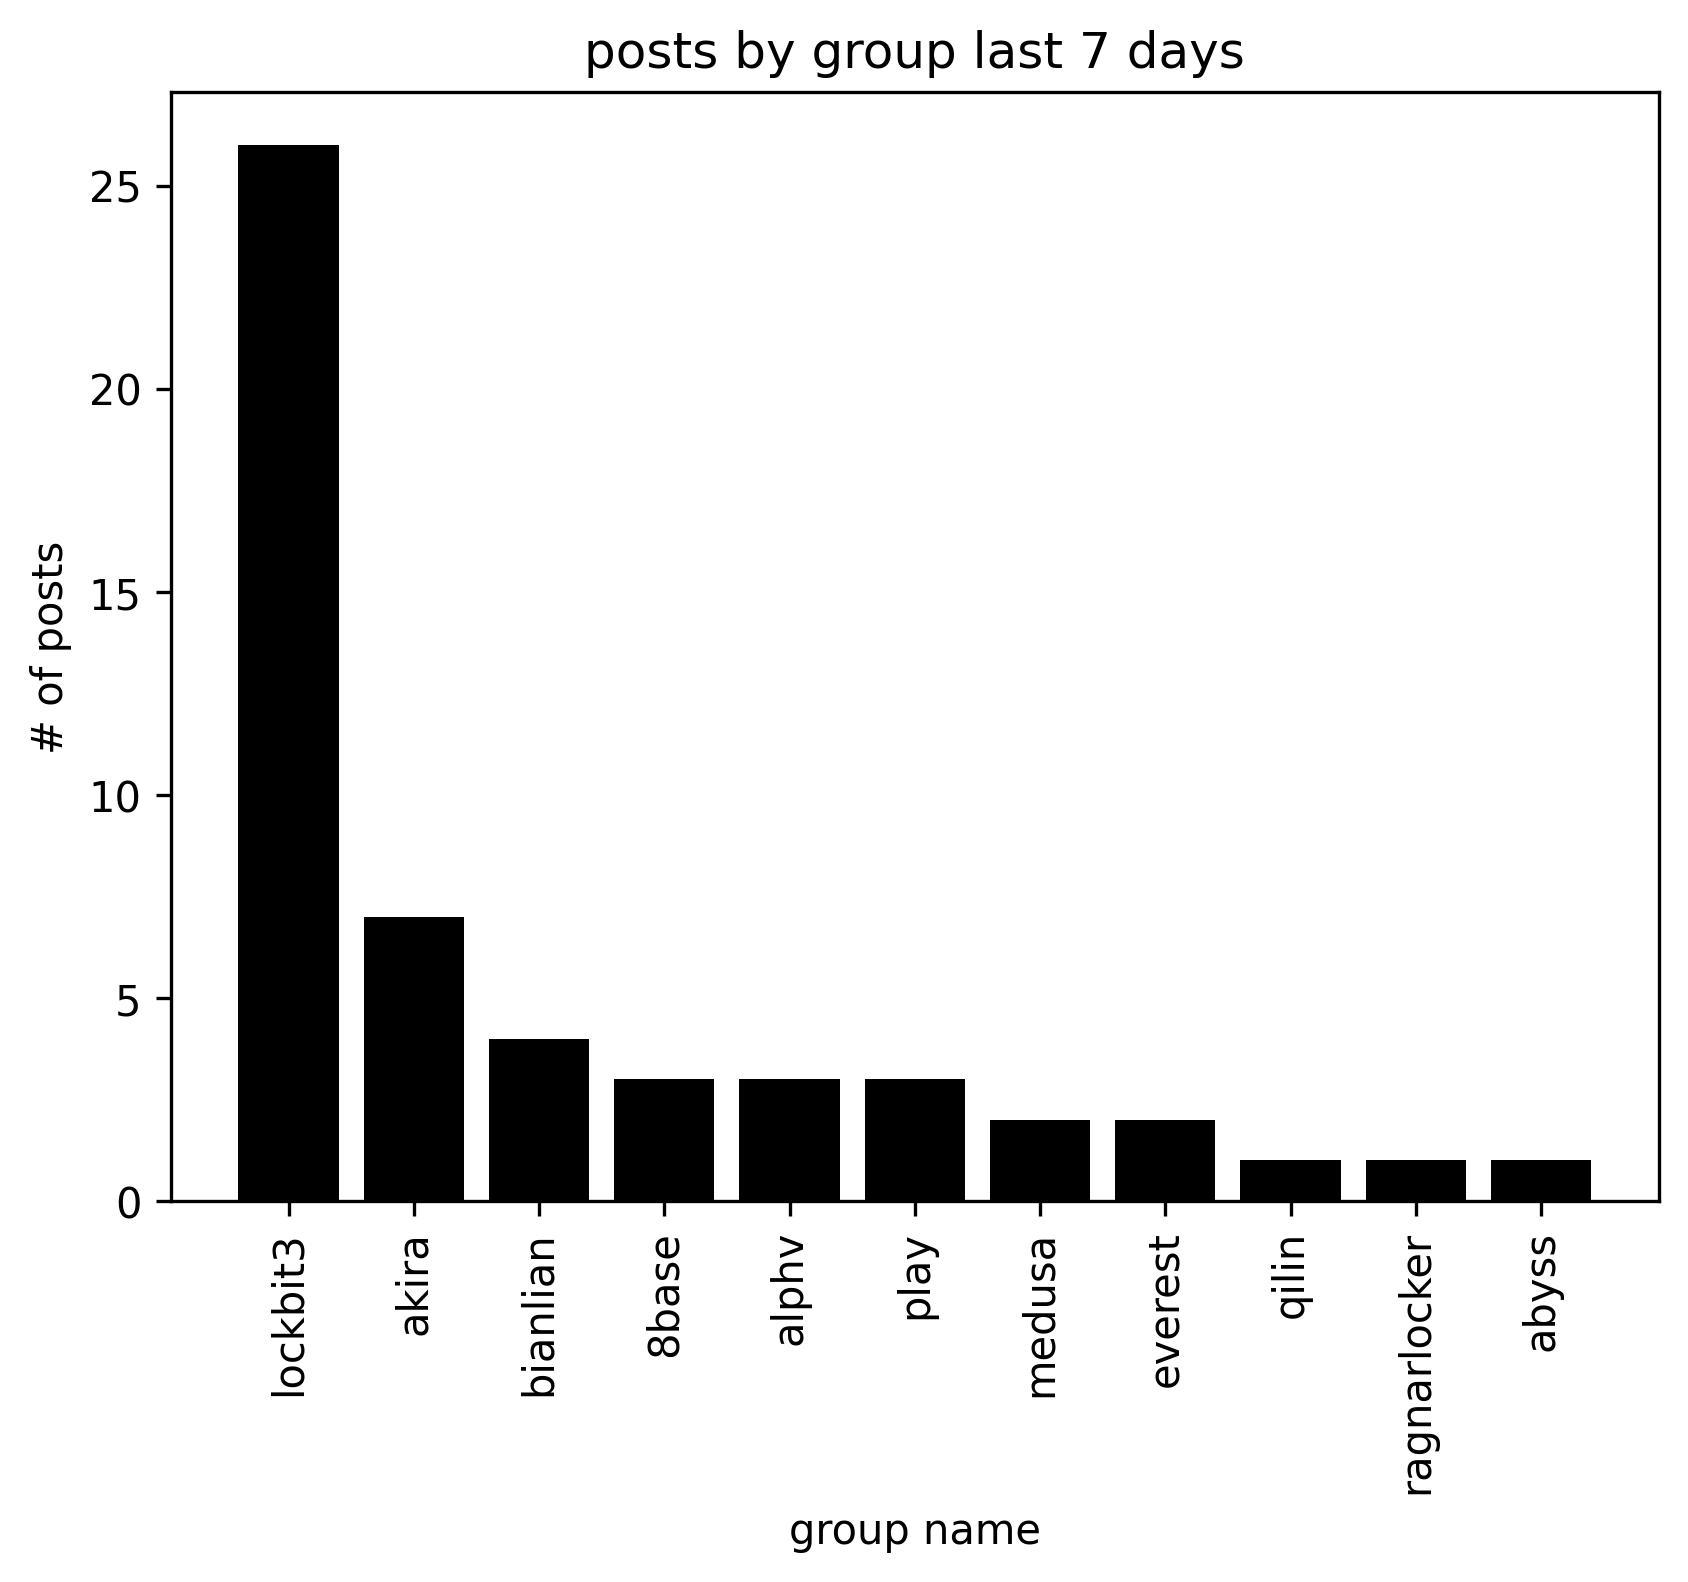 posts by group last 7 days
# of posts
25
20
15
10
5
0
lockbit3
akira
bianlian
8base
alphv
play
medusa
everest
qilin
ragnarlocker
abyss
group name